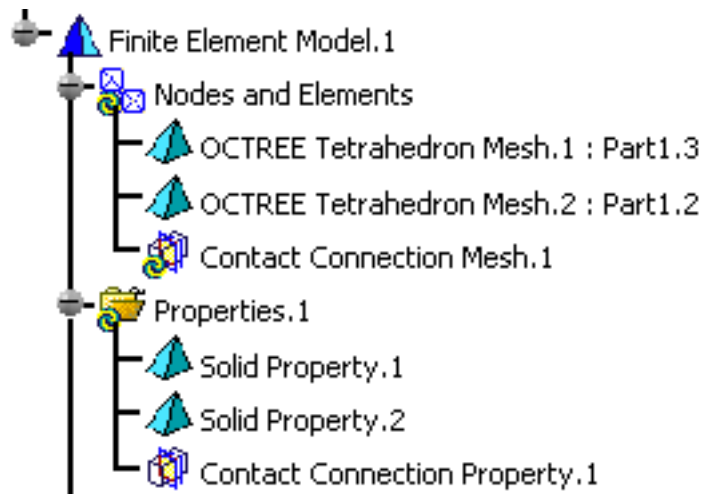 Finite Element Model.1
Nodes and Elements
OCTREE Tetrahedron Mesh.1 : Part1.3
OCTREE Tetrahedron Mesh.2 : Part1.2
Contact Connection Mesh.1
Properties.1
Solid Property.1
Solid Property.2
Contact Connection Property.1